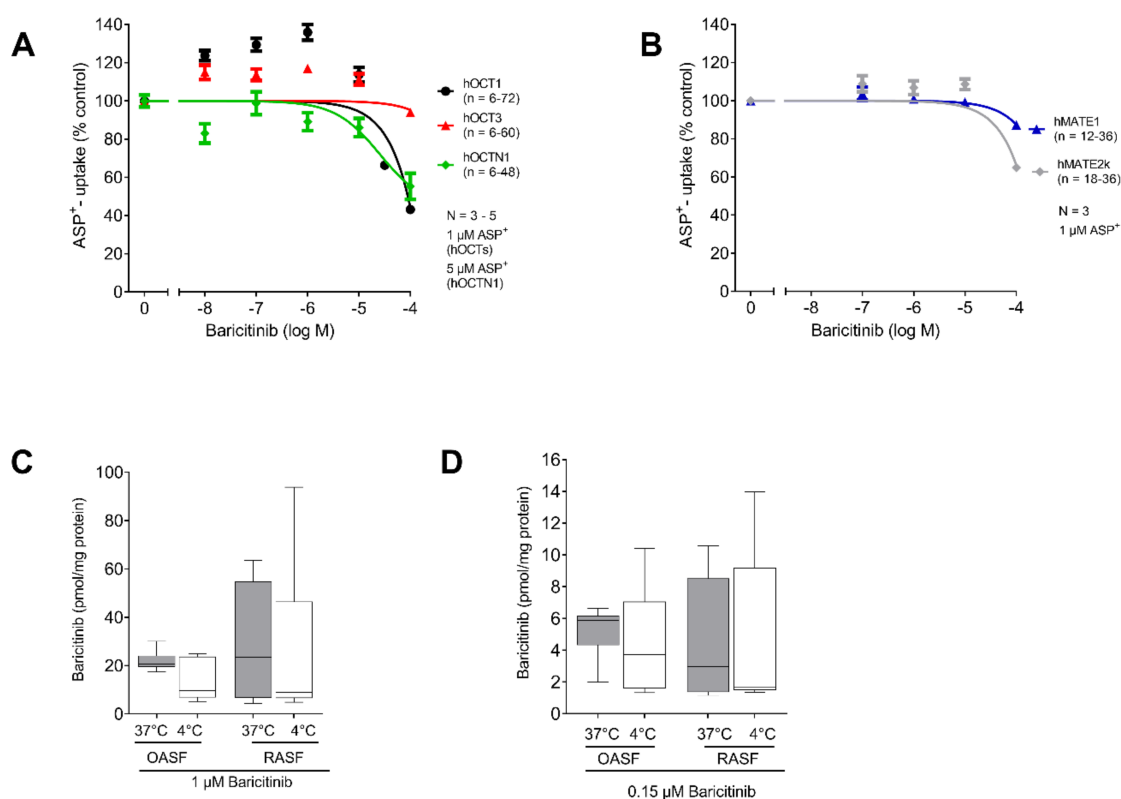 A
ASP+- uptake (% control)
140
120
100
80
60
40
20
0
0
-8
-7
-6
-5
-4
Baricitinib (log M)
hOCT1
(n = 6-72)
hOCT3
(n = 6-60)
hOCTN1
(n = 6-48)
N = 3 - 5
1 µM ASP+
(hOCTs)
5 µM ASP+
(hOCTN1)
B
ASP+- uptake (% control)
140
120
100
80
60
40
20
0
0
-8
-7
-6
-5
-4
Baricitinib (log M)
hMATE1
(n = 12-36)
hMATE2k
(n = 18-36)
N = 3
1 µM ASP+
C
Baricitinib (pmol/mg protein)
100
80
60
40
20
0
37°C 4°C 37°C 4°C
OASF RASF
1 µM Baricitinib
D
Baricitinib (pmol/mg protein)
16
14
12
10
8
6
4
2
0
37°C 4°C 37°C 4°C
OASF RASF
0.15 µM Baricitinib